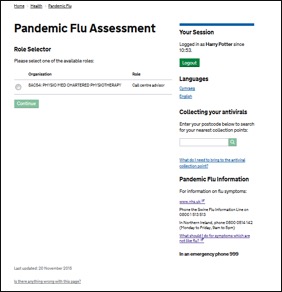 Home Health Pandemic Flu
Pandemic Flu Assessment
Role Selector
Please select one of the available roles:
Organisation Role
8AD54: PHYSIO MED CHARTERED PHYSIOTHERAPY Call centre advisor
Continue
Your Session
Logged in as Harry Potter since
10:53.
Logout
Languages
Cymraeg
English
Collecting your antivirals
Enter your postcode below to search
for your nearest collection points:
What do I need to bring to the antiviral
collection point?
Pandemic Flu Information
For information on flu symptoms:
www.nhs.uk
Phone the Swine Flu Information Line on
0800 1 513 513
In Northern Ireland, phone 0800 0514 142
(Monday to Friday, 9am to 5pm)
What should I do for symptoms which are
not like flu?
In an emergency phone 999
Last updated: 20 November 2015
Is there anything wrong with this page?